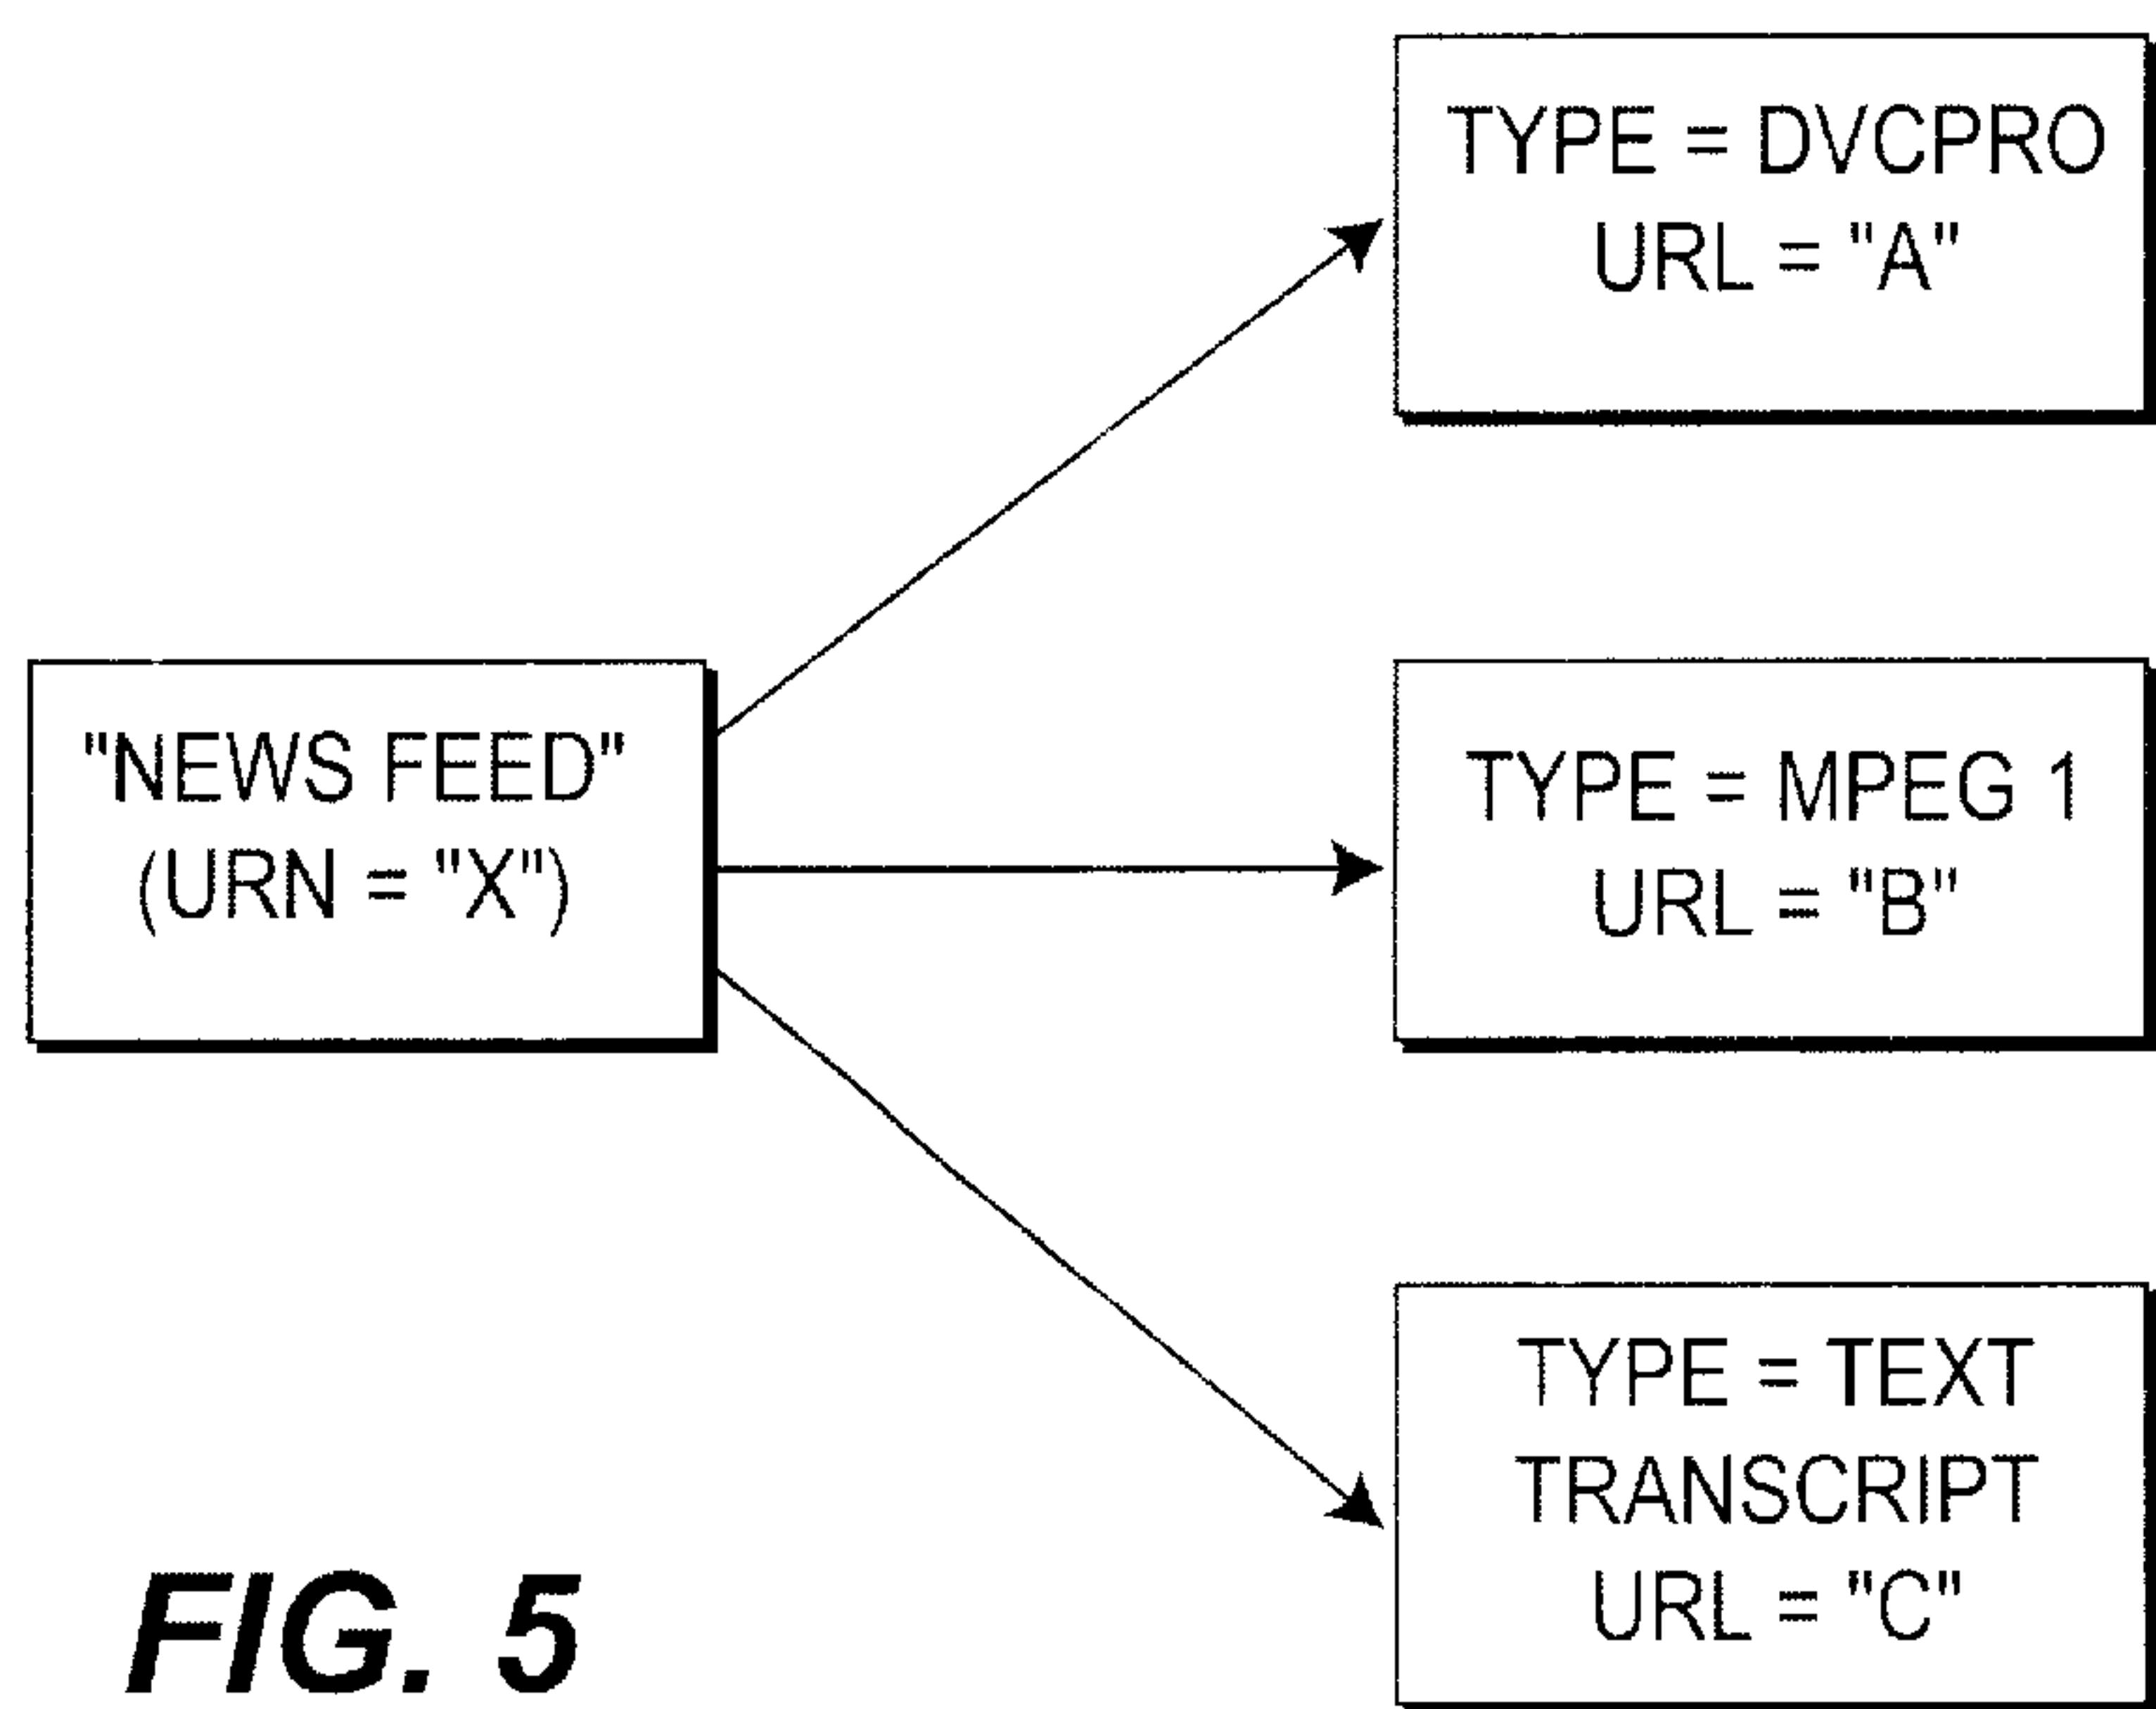 TYPE = DVCPRO
URL = "A"
"NEWS FEED"
(URN = "X")
TYPE = MPEG 1
URL = "B"
TYPE = TEXT
TRANSCRIPT
URL = "C"
FIG. 5